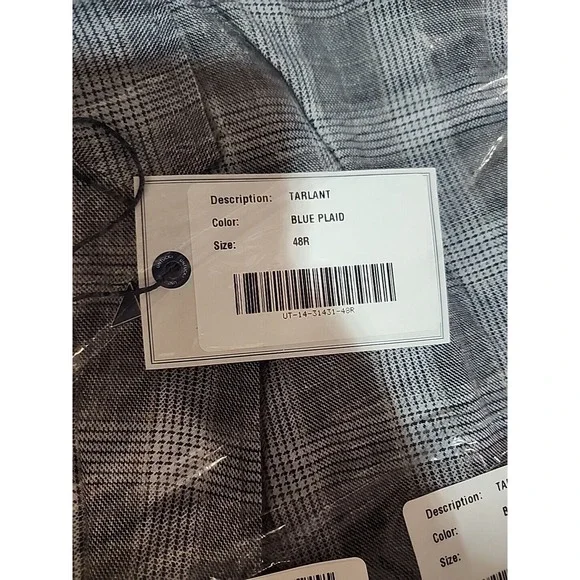 Description: TARLANT
Color: BLUE PLAID
Size: 48R
UT-14-31431-48R
Description: TA
Color: B
Size: